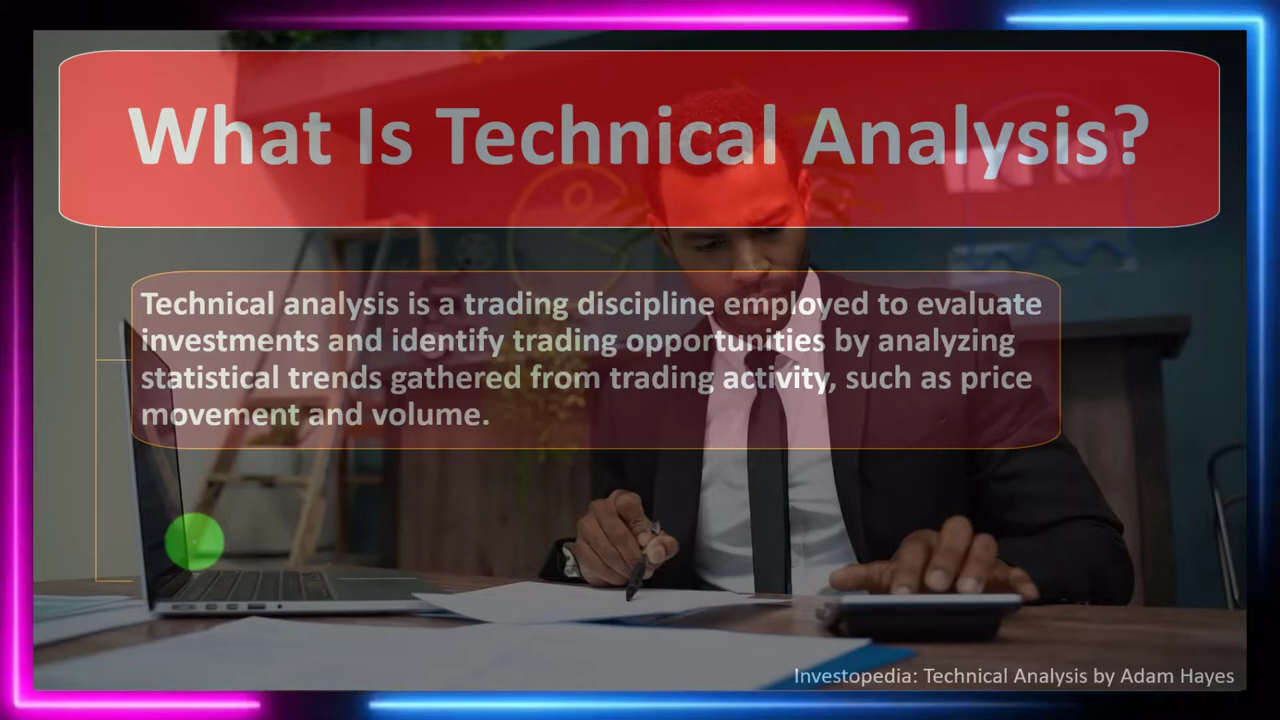 What Is Technical Analysis?
Technical analysis is a trading discipline employed to evaluate
investments and identify trading opportunities by analyzing
statistical trends gathered from trading activity, such as price
movement and volume.
Investopedia: Technical Analysis by Adam Hayes